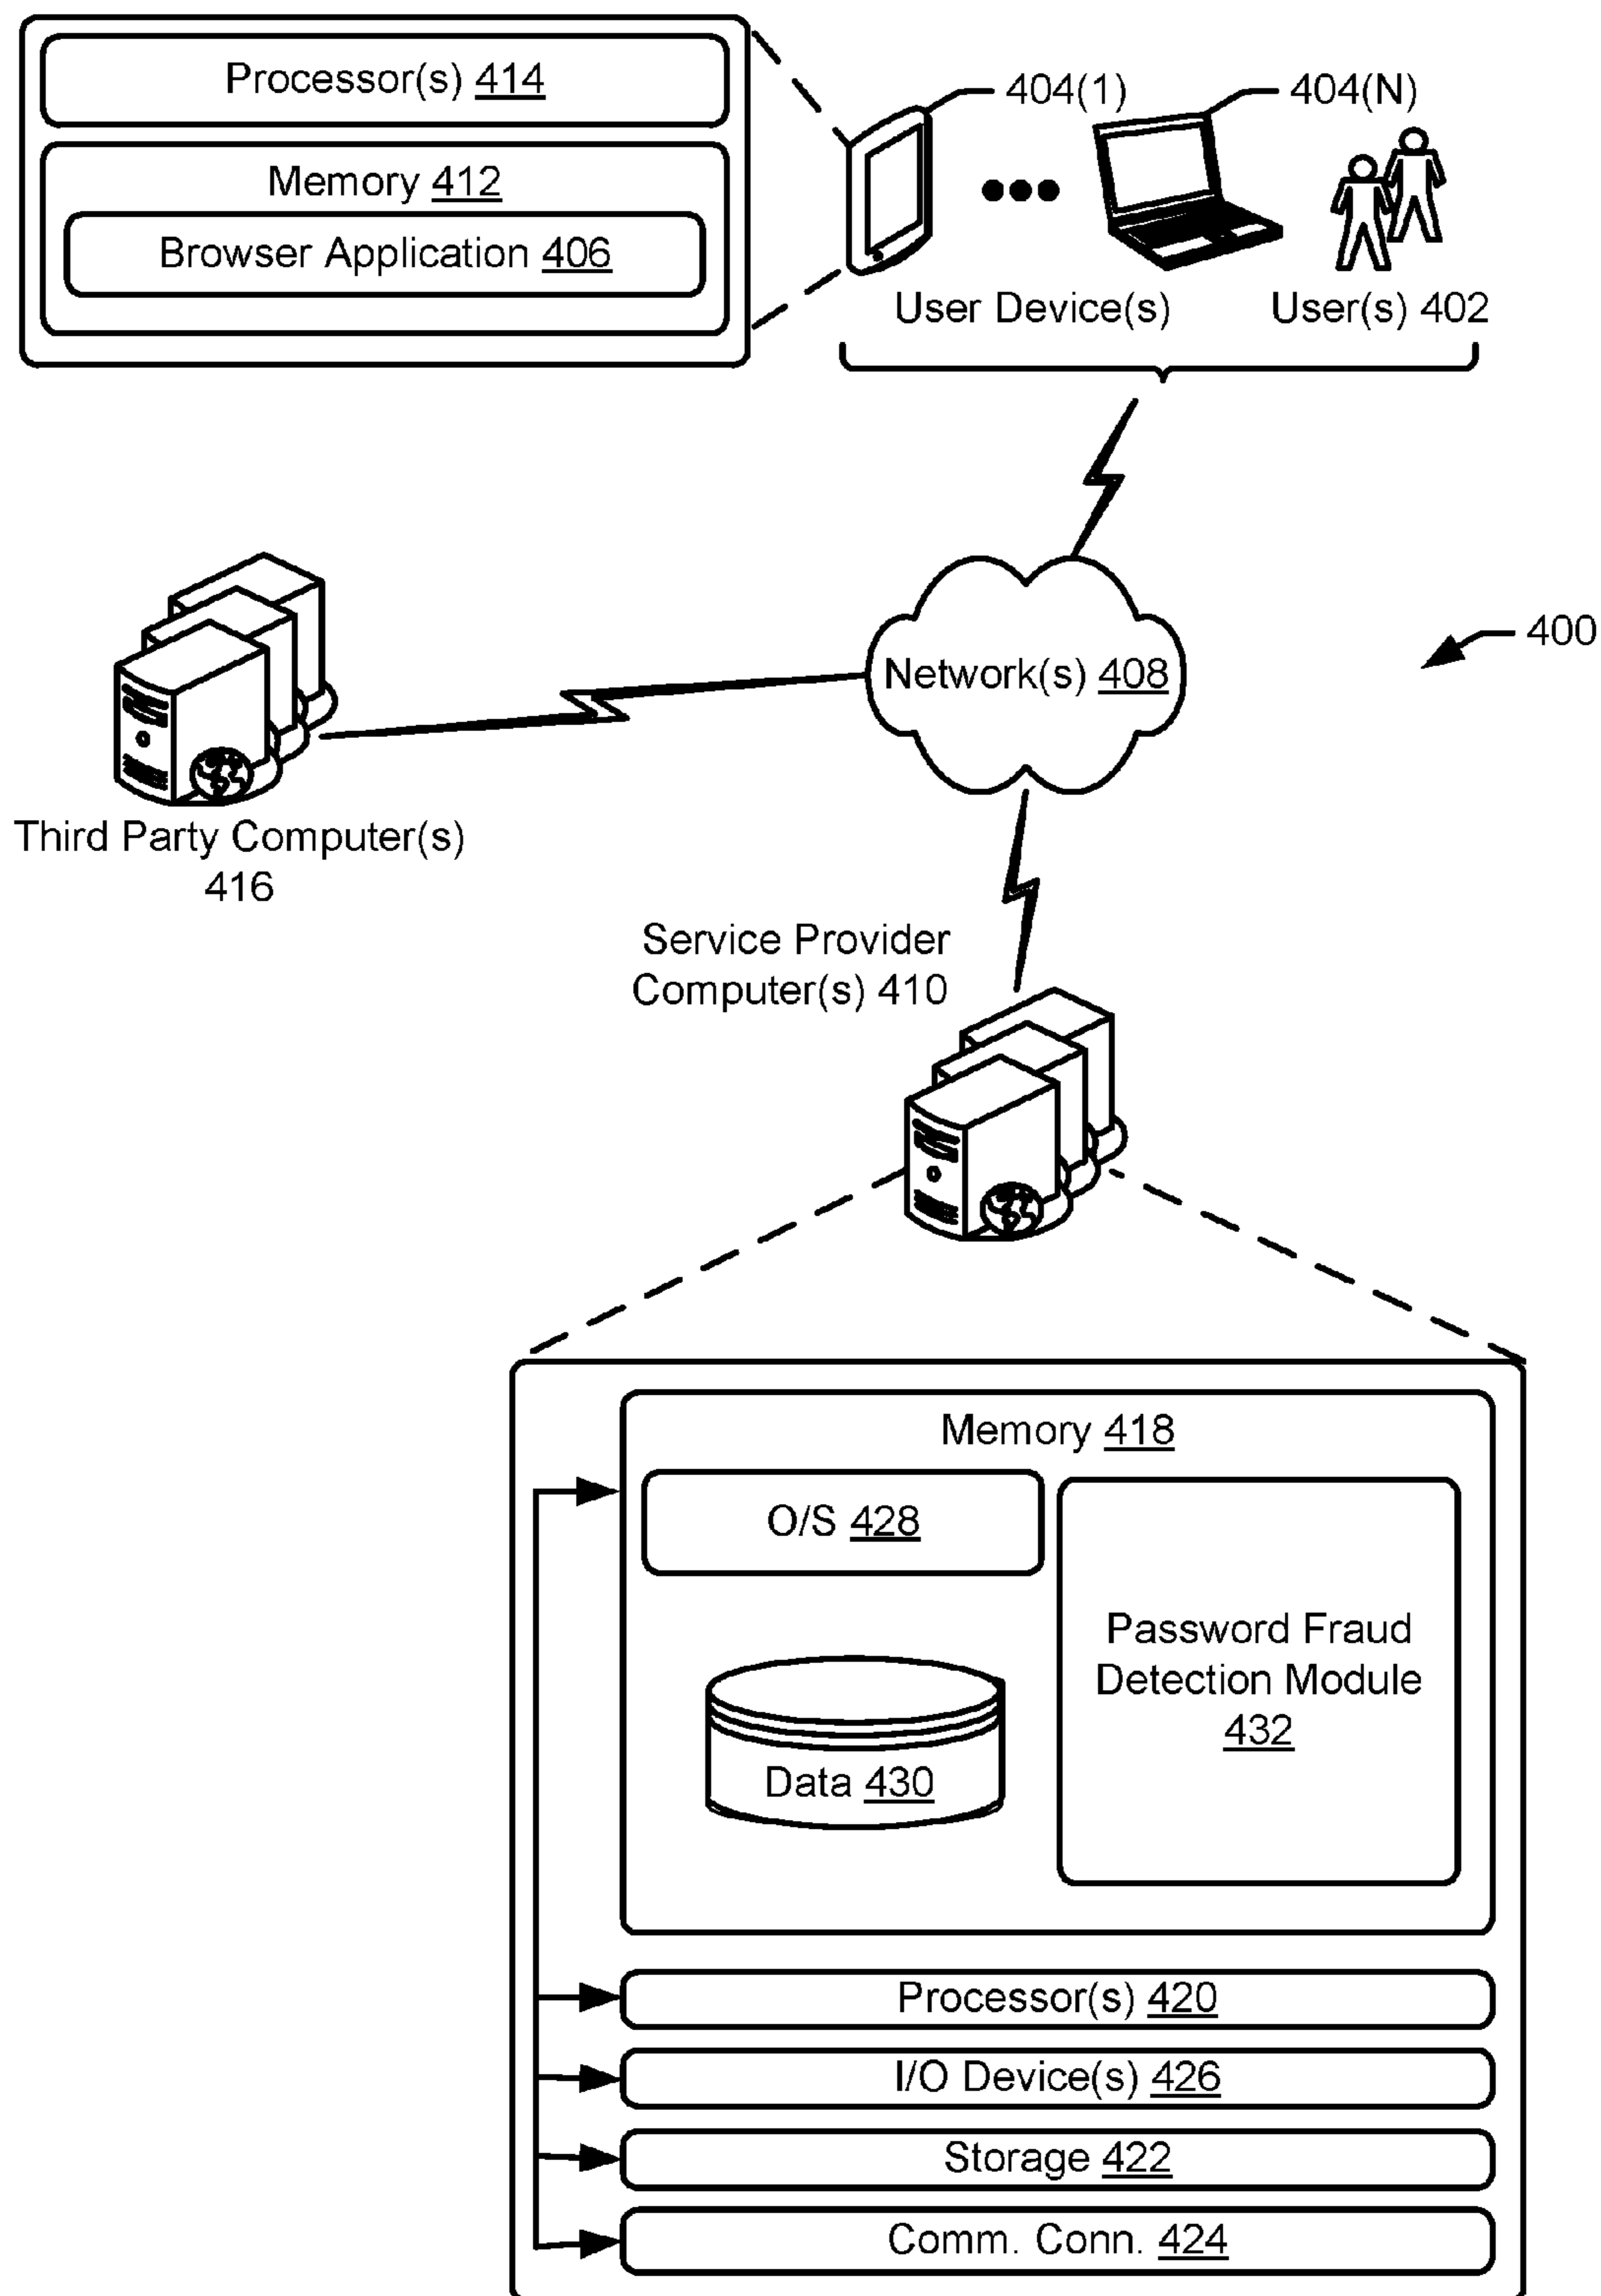 Processor(s) 414
Memory 412
Browser Application 406
404(1)
404(N)
User Device(s)
User(s) 402
Network(s) 408
400
Third Party Computer(s)
416
Service Provider
Computer(s) 410
Memory 418
O/S 428
Data 430
Password Fraud
Detection Module
432
Processor(s) 420
I/O Device(s) 426
Storage 422
Comm. Conn. 424